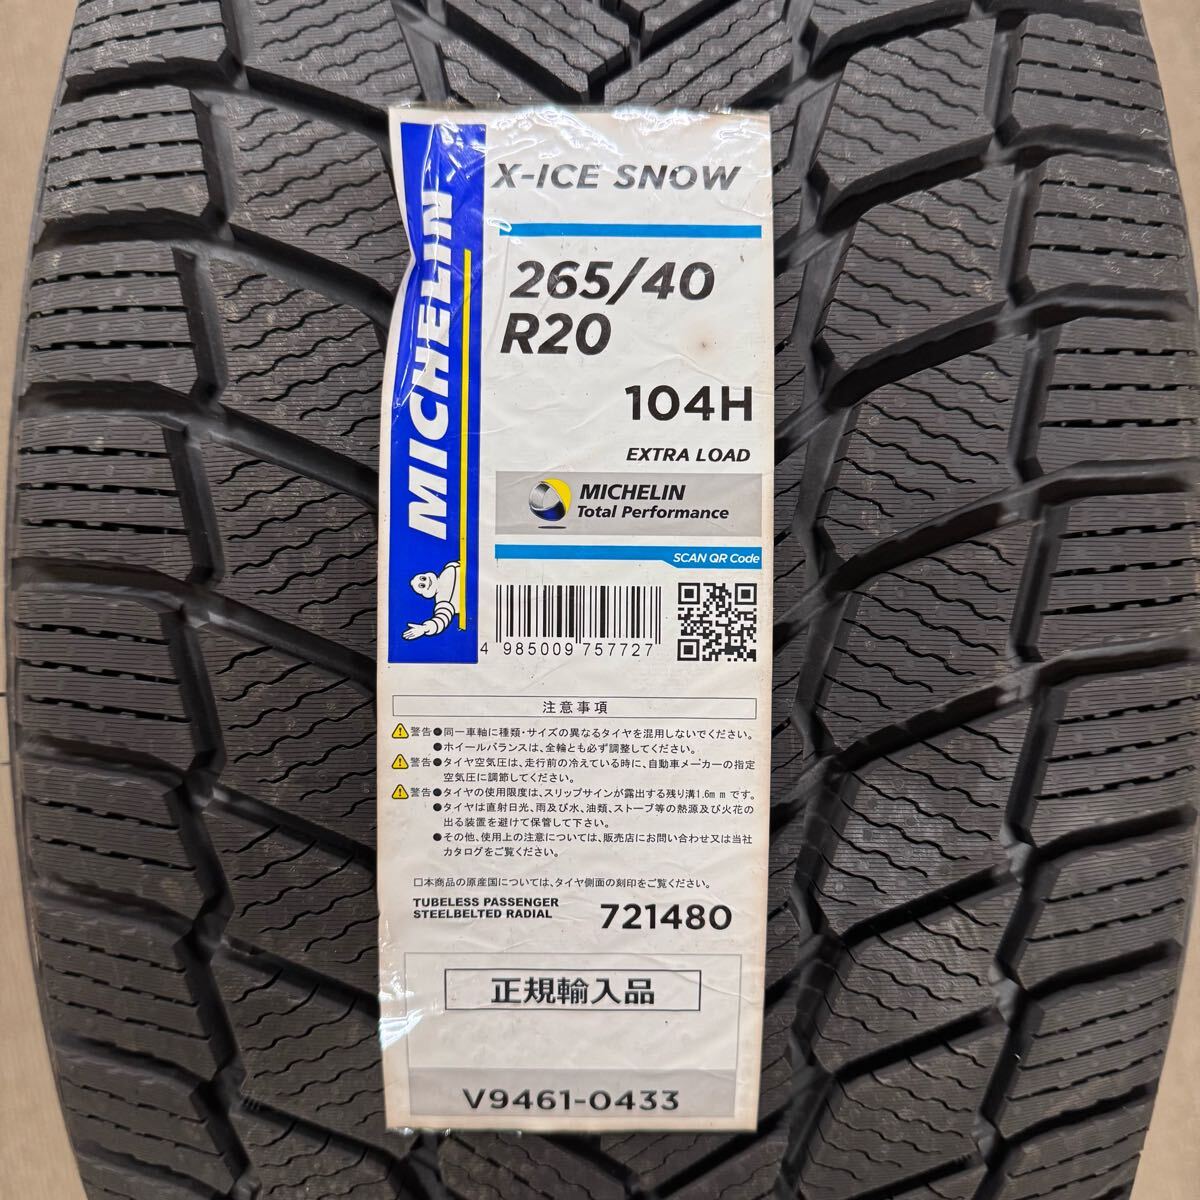 MICHELIN
X-ICE SNOW
265/40
R20
104H
EXTRA LOAD
MICHELIN
Total Performance
SCAN QR Code
4 985009 757727
注意事項
警告●同一車軸に種類・サイズの異なるタイヤを混用しないでください。
●ホイールバランスは、全輪とも必ず調整してください。
警告●タイヤ空気圧は、走行前の冷えている時に、自動車メーカーの指定
空気圧に調節してください。
警告●タイヤの使用限度は、スリップサインが露出する残り溝1.6mmです。
●タイヤは直射日光、雨及び水、油類、ストーブ等の熱源及び火花の
出る装置を避けて保管して下さい。
●その他、使用上の注意については、販売店にお問い合わせ又は当社
カタログをご覧ください。
□本商品の原産国については、タイヤ側面の刻印をご覧ください。
TUBELESS PASSENGER
STEELBELTED RADIAL
721480
正規輸入品
V9461-0433